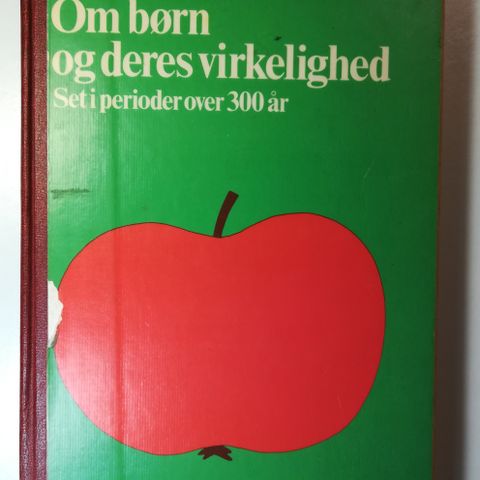 Om børn
og deres virkelighed
Set i perioder over 300 år